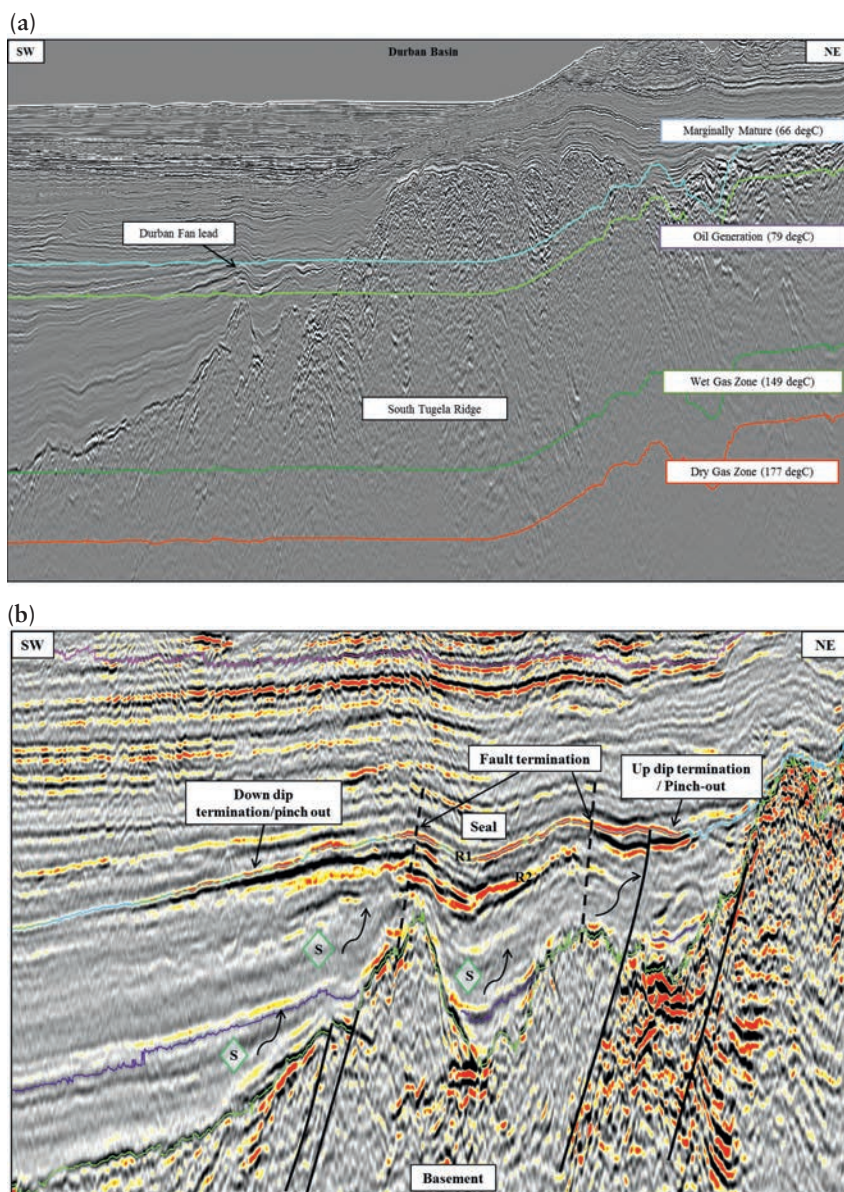 (a)
SW
Durban Basin
NE
Marginally Mature (66 degC)
Durban Fan lead
Oil Generation (79 degC)
Wet Gas Zone (149 degC)
South Tugela Ridge
Dry Gas Zone (177 degC)
(b)
SW
NE
Fault termination
Up dip termination
/ Pinch-out
Down dip
termination/pinch out
Seal
R1
R2
S
S
S
Basement